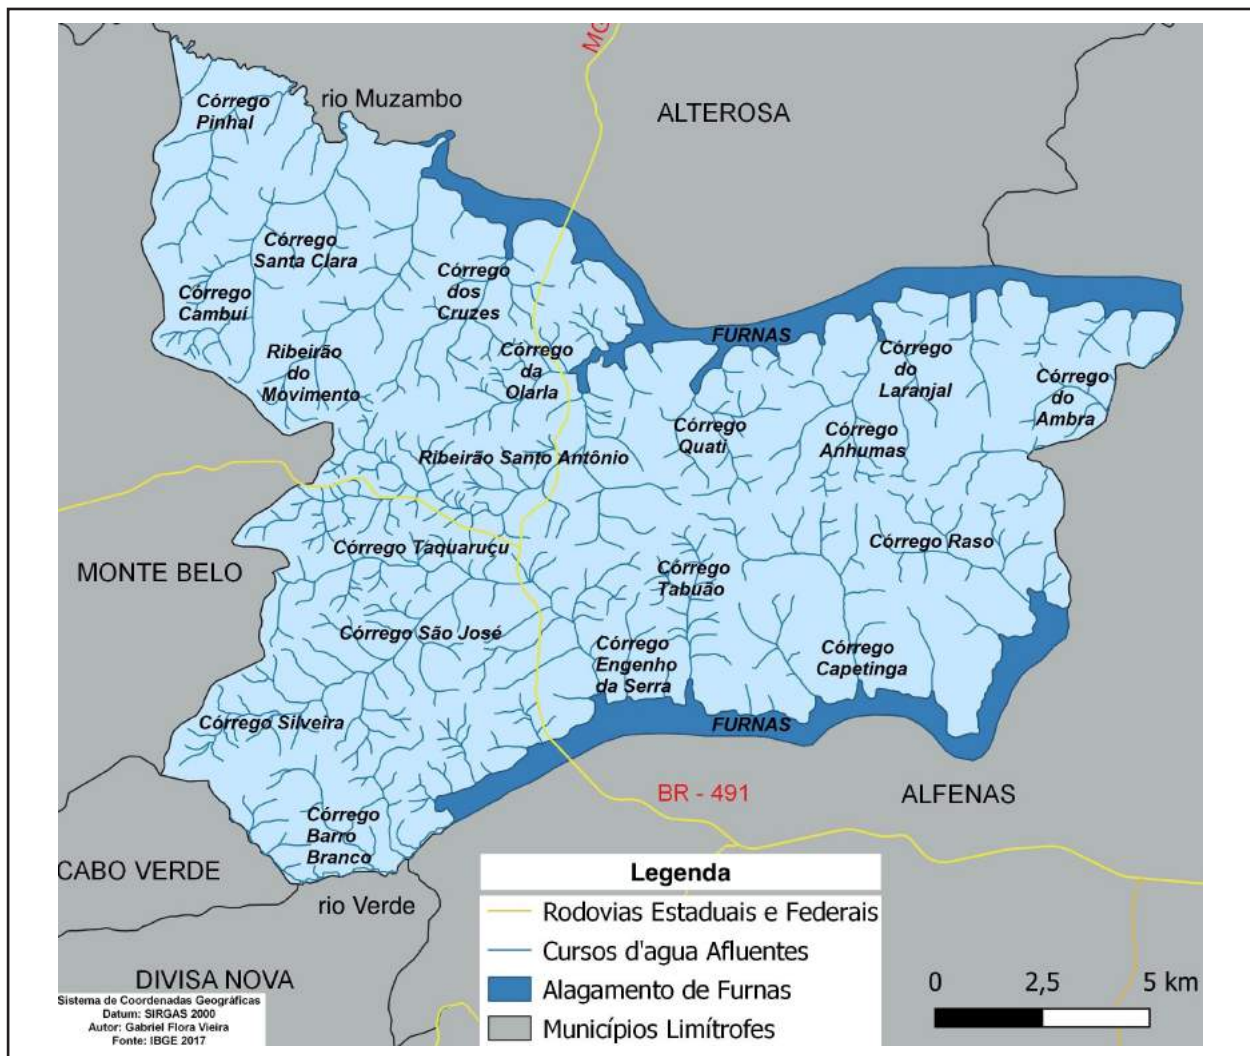 MG
rio Muzambo
ALTEROSA
Córrego
Pinhal
Córrego
Santa Clara
Córrego
dos
Cruzes
Córrego
Cambuí
FURNAS
Ribeirão
do
Movimento
Córrego
da
Olarla
Córrego
do
Laranjal
Córrego
do
Ambra
Córrego
Quati
Córrego
Anhumas
Ribeirão Santo Antônio
Córrego Taquaruçu
Córrego Raso
MONTE BELO
Córrego
Tabuão
Córrego São José
Córrego
Engenho
da Serra
Córrego
Capetinga
Córrego Silveira
FURNAS
BR - 491
ALFENAS
Córrego
Barro
Branco
CABO VERDE
rio Verde
DIVISA NOVA
Legenda
Rodovias Estaduais e Federais
Cursos d'agua Afluentes
Alagamento de Furnas
Municípios Limítrofes
0 2,5 5 km
Sistema de Coordenadas Geográficas
Datum: SIRGAS 2000
Autor: Gabriel Flora Vieira
Fonte: IBGE 2017